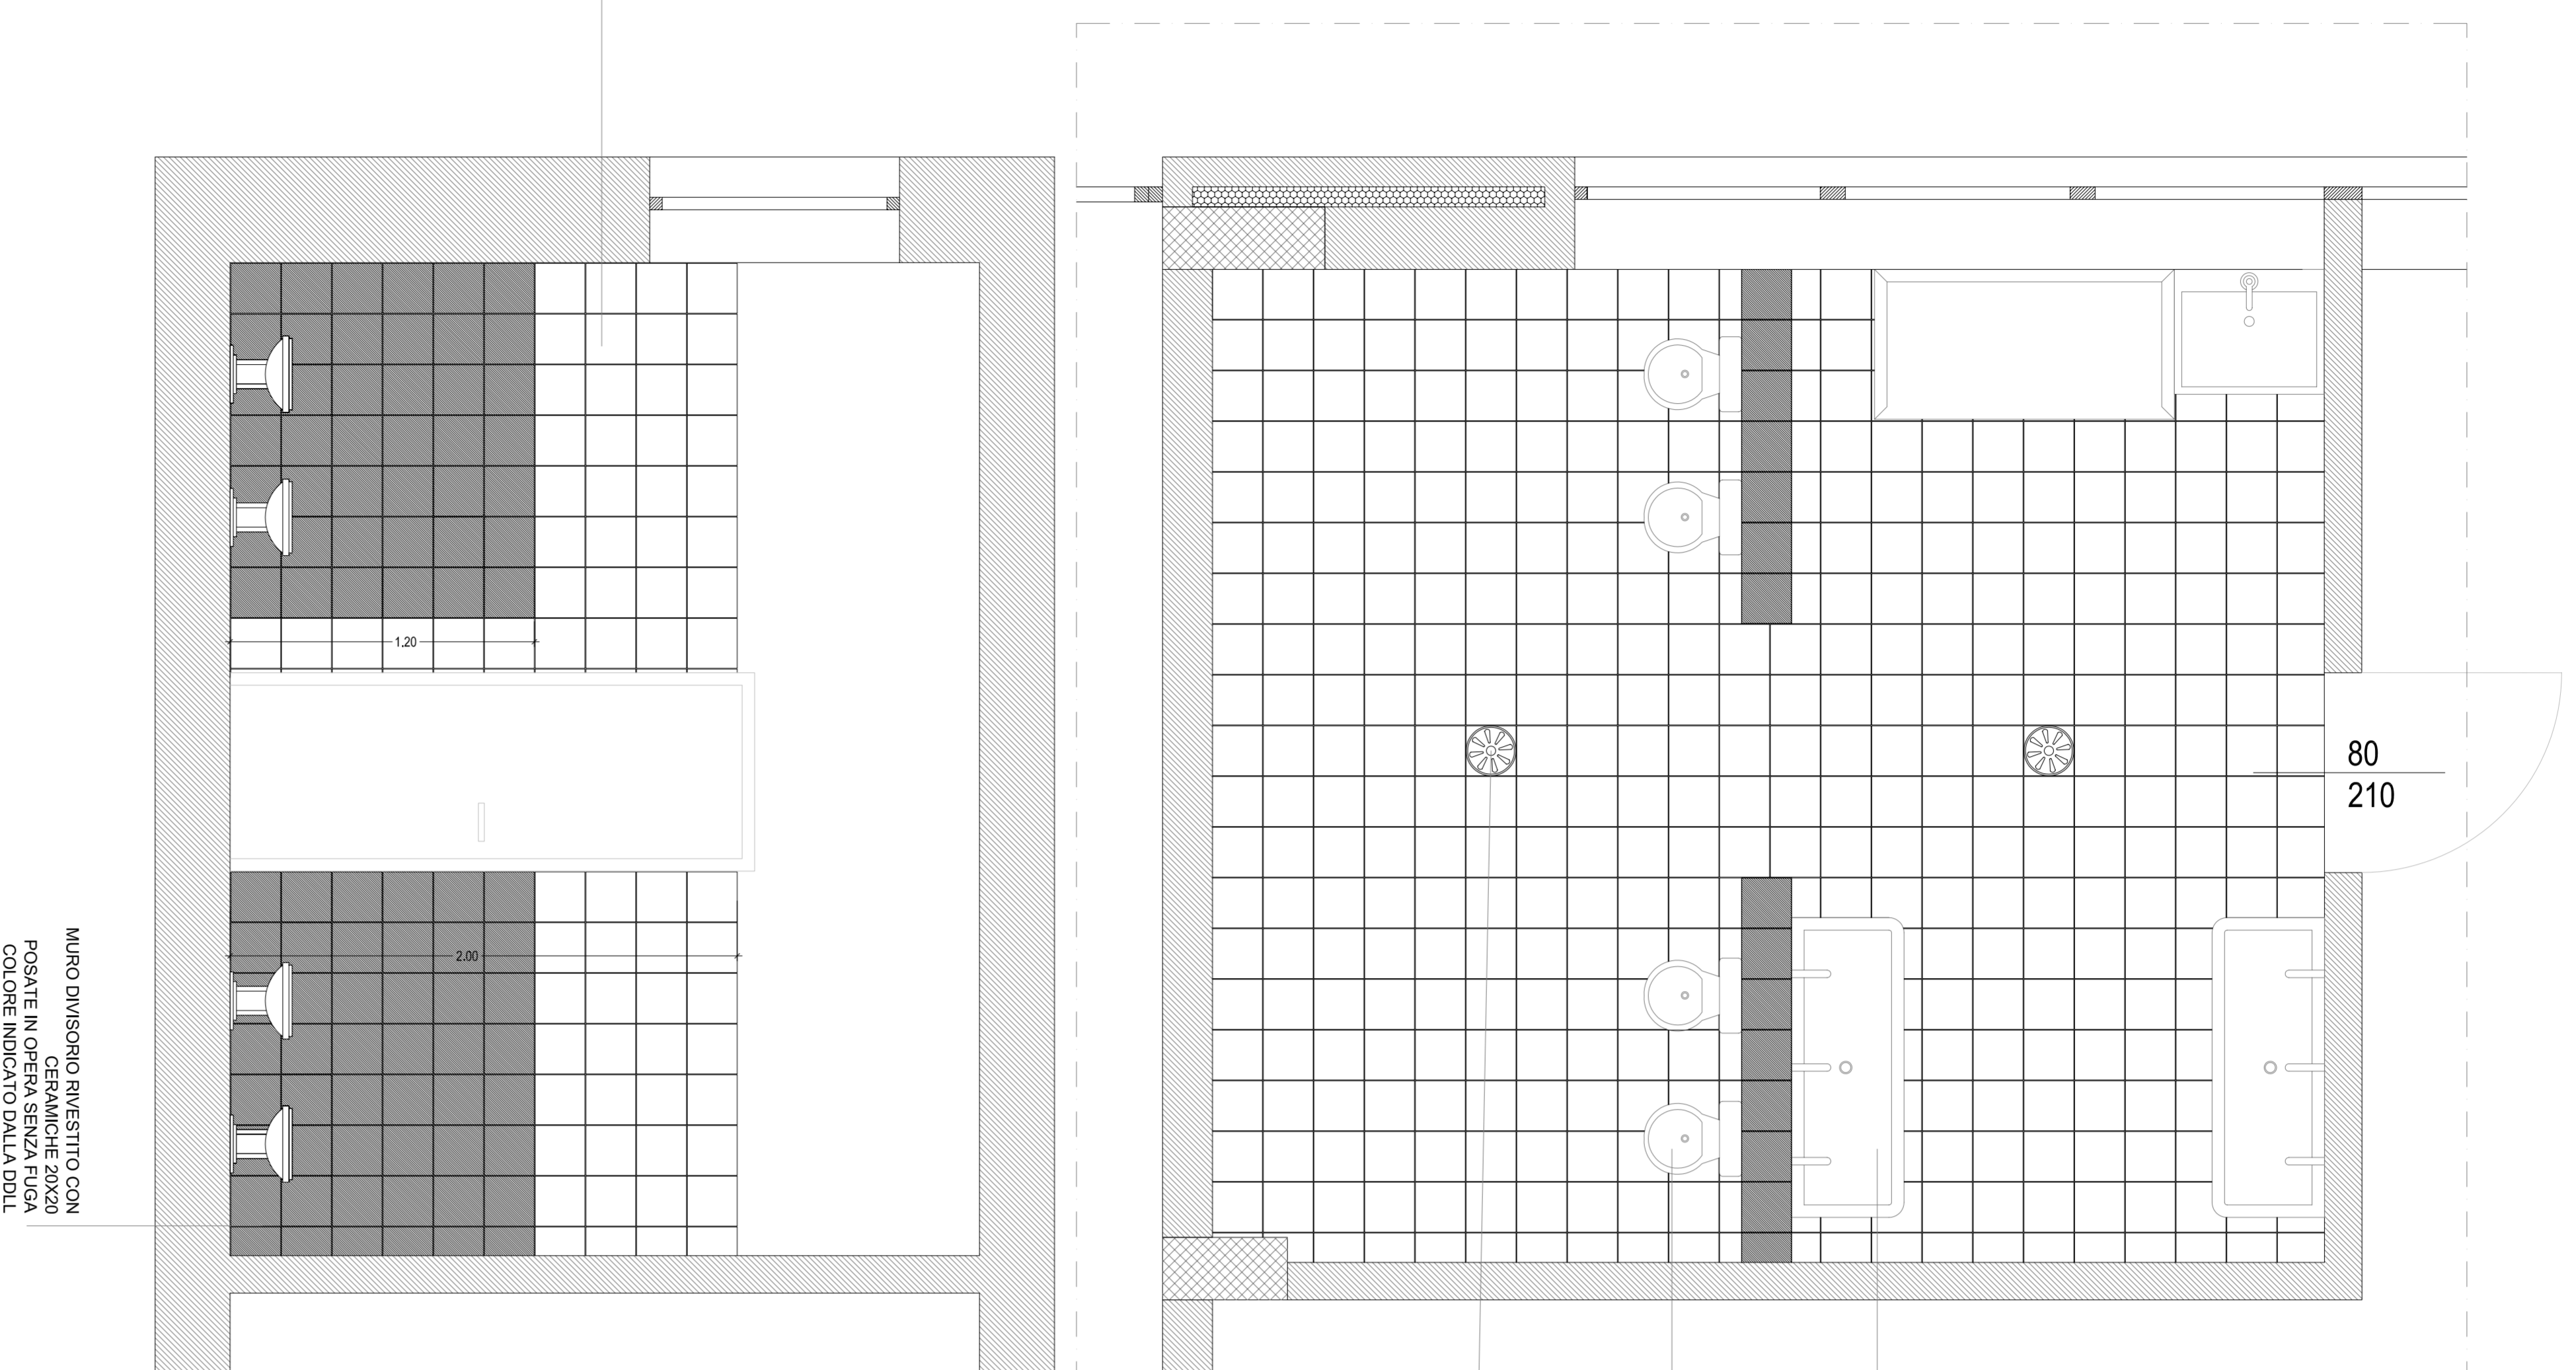 1.20
2.00
80
210
MURO DIVISORIO RIVESTITO CON
CERAMICHE 20X20
POSATE IN OPERA SENZA FUGA
COLORE INDICATO DALLA DDLL